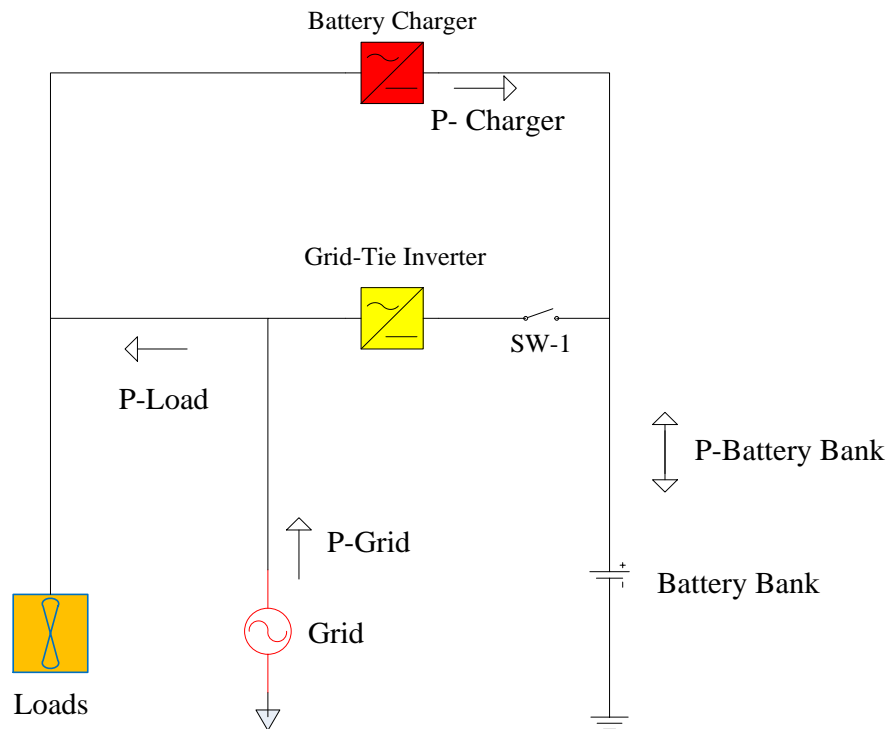 Battery Charger
P- Charger
Grid-Tie Inverter
SW-1
P-Load
P-Battery Bank
P-Grid
+
-
Battery Bank
Grid
Loads